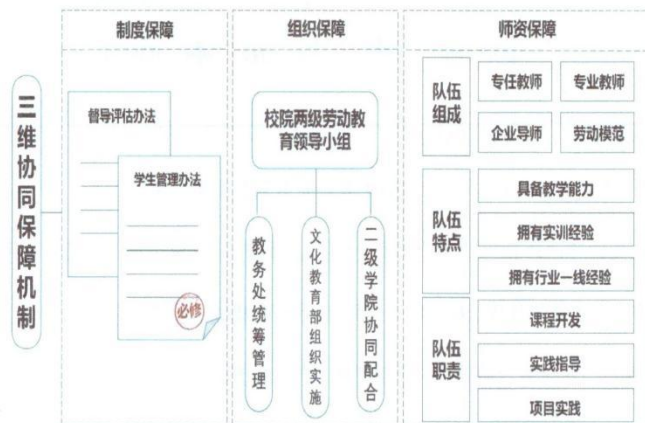 三维协同保障机制
制度保障
督导评估办法
学生管理办法
必修
组织保障
校院两级劳动教
育领导小组
教务处统筹管理
文化教育部组织实施
二级学院协同配合
师资保障
队伍
组成
专任教师
专业教师
企业导师
劳动模范
队伍
特点
具备教学能力
拥有实训经验
拥有行业一线经验
队伍
职责
课程开发
实践指导
项目实践